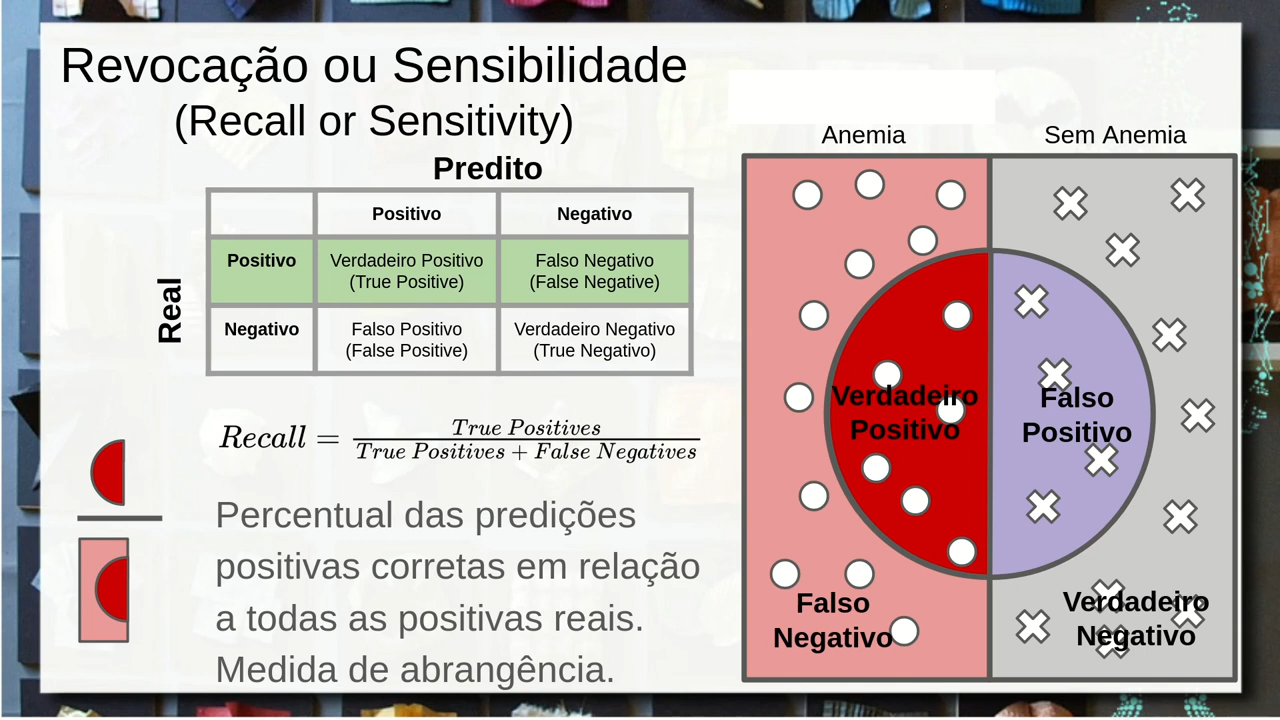 Revocação ou Sensibilidade
(Recall or Sensitivity)
Predito
Positivo Negativo
Real
Positivo Verdadeiro Positivo (True Positive) Falso Negativo (False Negative)
Negativo Falso Positivo (False Positive) Verdadeiro Negativo (True Negative)
Recall = True Positives / True Positives + False Negatives
Percentual das predições
positivas corretas em relação
a todas as positivas reais.
Medida de abrangência.
Anemia
Sem Anemia
Verdadeiro
Positivo
Falso
Positivo
Falso
Negativo
Verdadeiro
Negativo